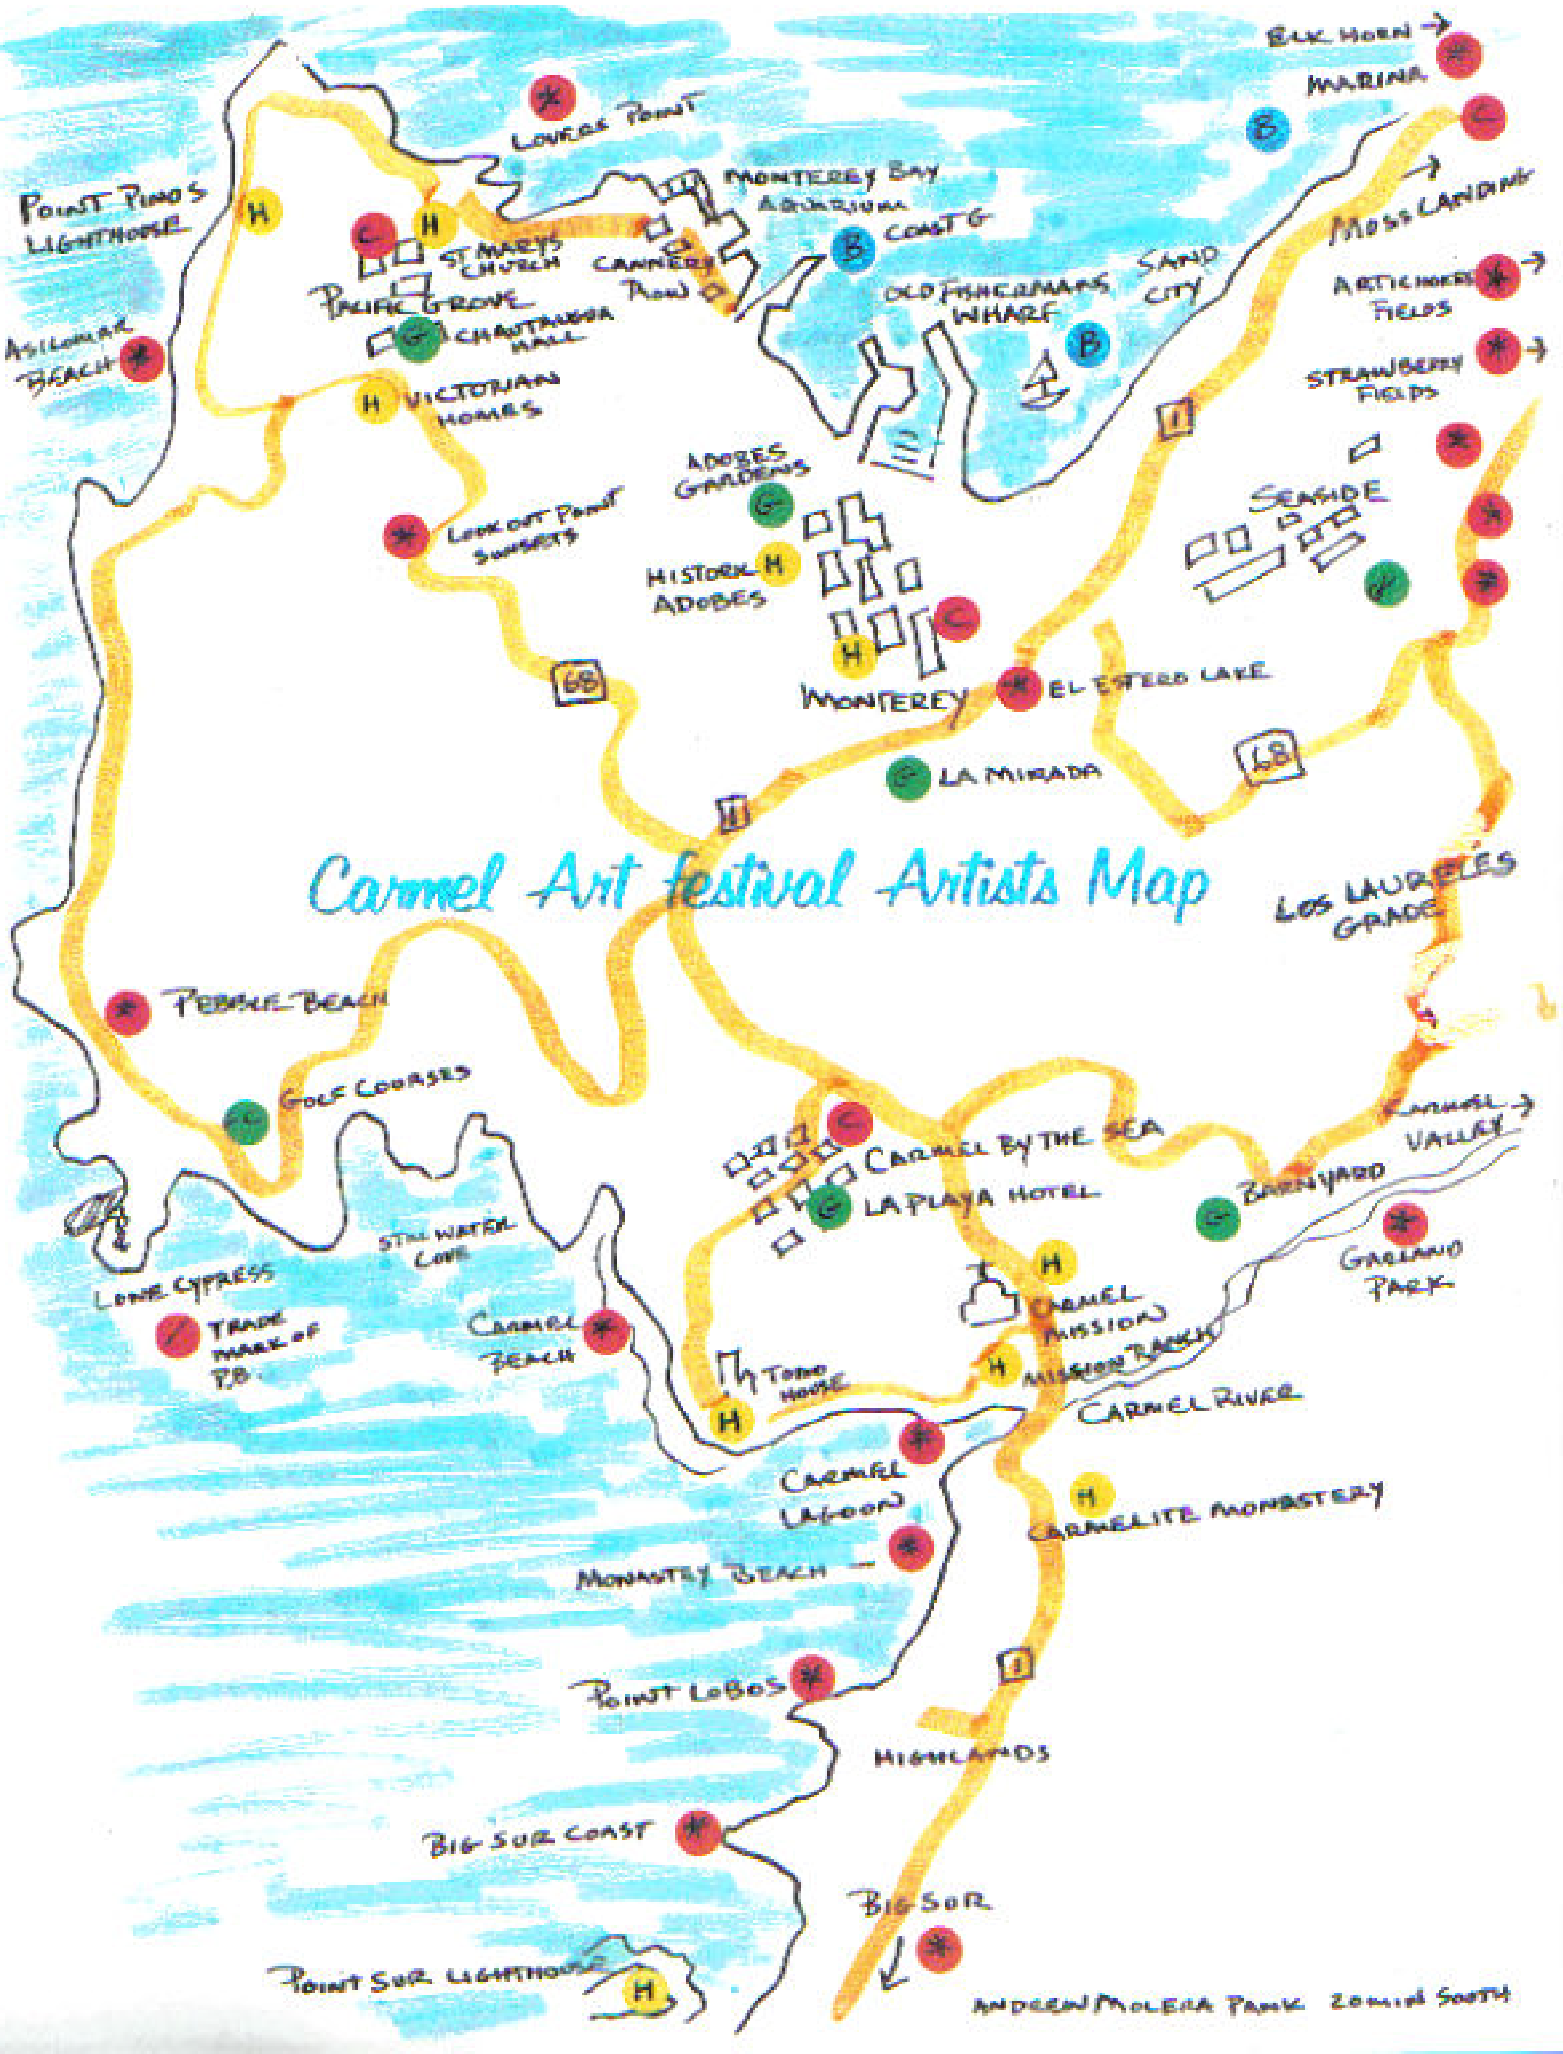 ELK HORN →
*
MARINA
B
C
*
LOVERS POINT
POINT PINOS
LIGHTHOUSE
H
C
H
ST MARYS
CHURCH
MONTEREY BAY
AQUARIUM
CANNERY
ROW
B
COAST G
MOSS LANDING
SAND
CITY
OLD FISHERMANS
WHARF
B
ARTICHOKE * →
FIELDS
PACIFIC GROVE
G
CHAUTAUQUA
HALL
ASILOMAR
BEACH *
STRAWBERRY * →
FIELDS
H VICTORIAN
HOMES
1
*
ADOBES
GARDENS
G
SEASIDE
*
*
LOOKOUT POINT
SUNSETS
HISTORIC H
ADOBES
*
C
H
MONTEREY
68
* EL ESTERO LAKE
68
G LA MIRADA
1
Carmel Art festival Artists Map
LOS LAURELES
GRADE
* PEBBLE BEACH
GOLF COURSES
VALLEY
C
CARMEL BY THE SEA
G LA PLAYA HOTEL
BARNYARD
G
*
GARLAND
PARK
STILLWATER
COVE
H
CARMEL
MISSION
LONE CYPRESS
TRADE
MARK OF
P.B.
CARMEL *
BEACH
H MISSION RANCH
HOUSE
H
CARMEL RIVER
*
CARMEL
LAGOON
H
CARMELITE MONASTERY
*
MONASTEY BEACH –
1
POINT LOBOS *
HIGHLANDS
BIG SUR COAST *
BIG SUR
*
POINT SUR LIGHTHOUSE
H
ANDREW MOLERA PARK 20 MIN SOUTH